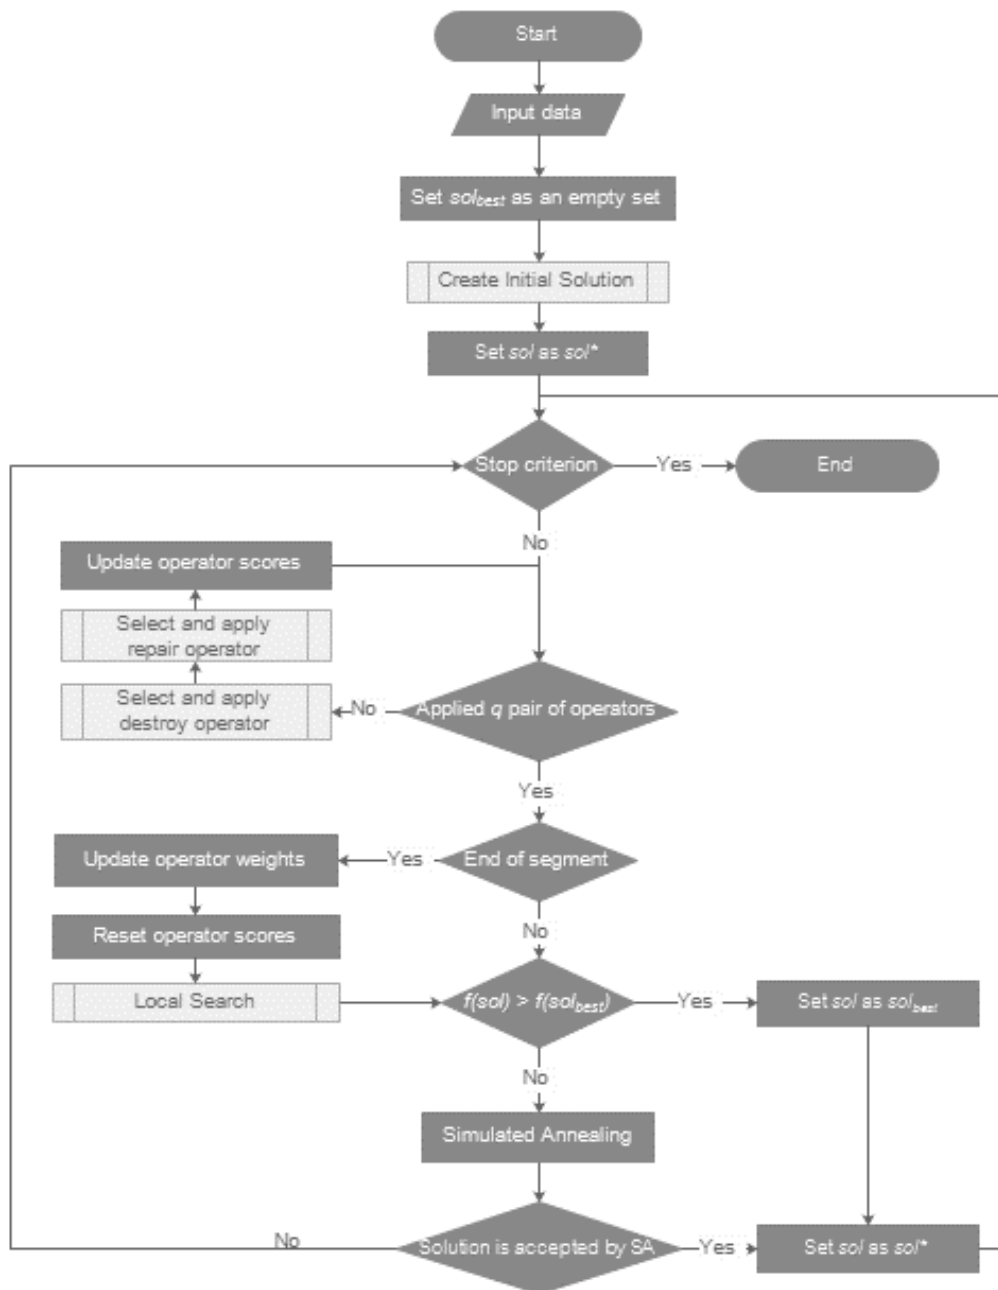 Start
Input data
Set sol_best as an empty set
Create Initial Solution
Set sol as sol*
Stop criterion
Yes
End
No
Update operator scores
Select and apply
repair operator
Select and apply
destroy operator
No
Applied q pair of operators
Yes
Update operator weights
Yes
End of segment
Reset operator scores
No
Local Search
f(sol) > f(sol_best)
Yes
Set sol as sol_best
No
Simulated Annealing
No
Solution is accepted by SA
Yes
Set sol as sol*